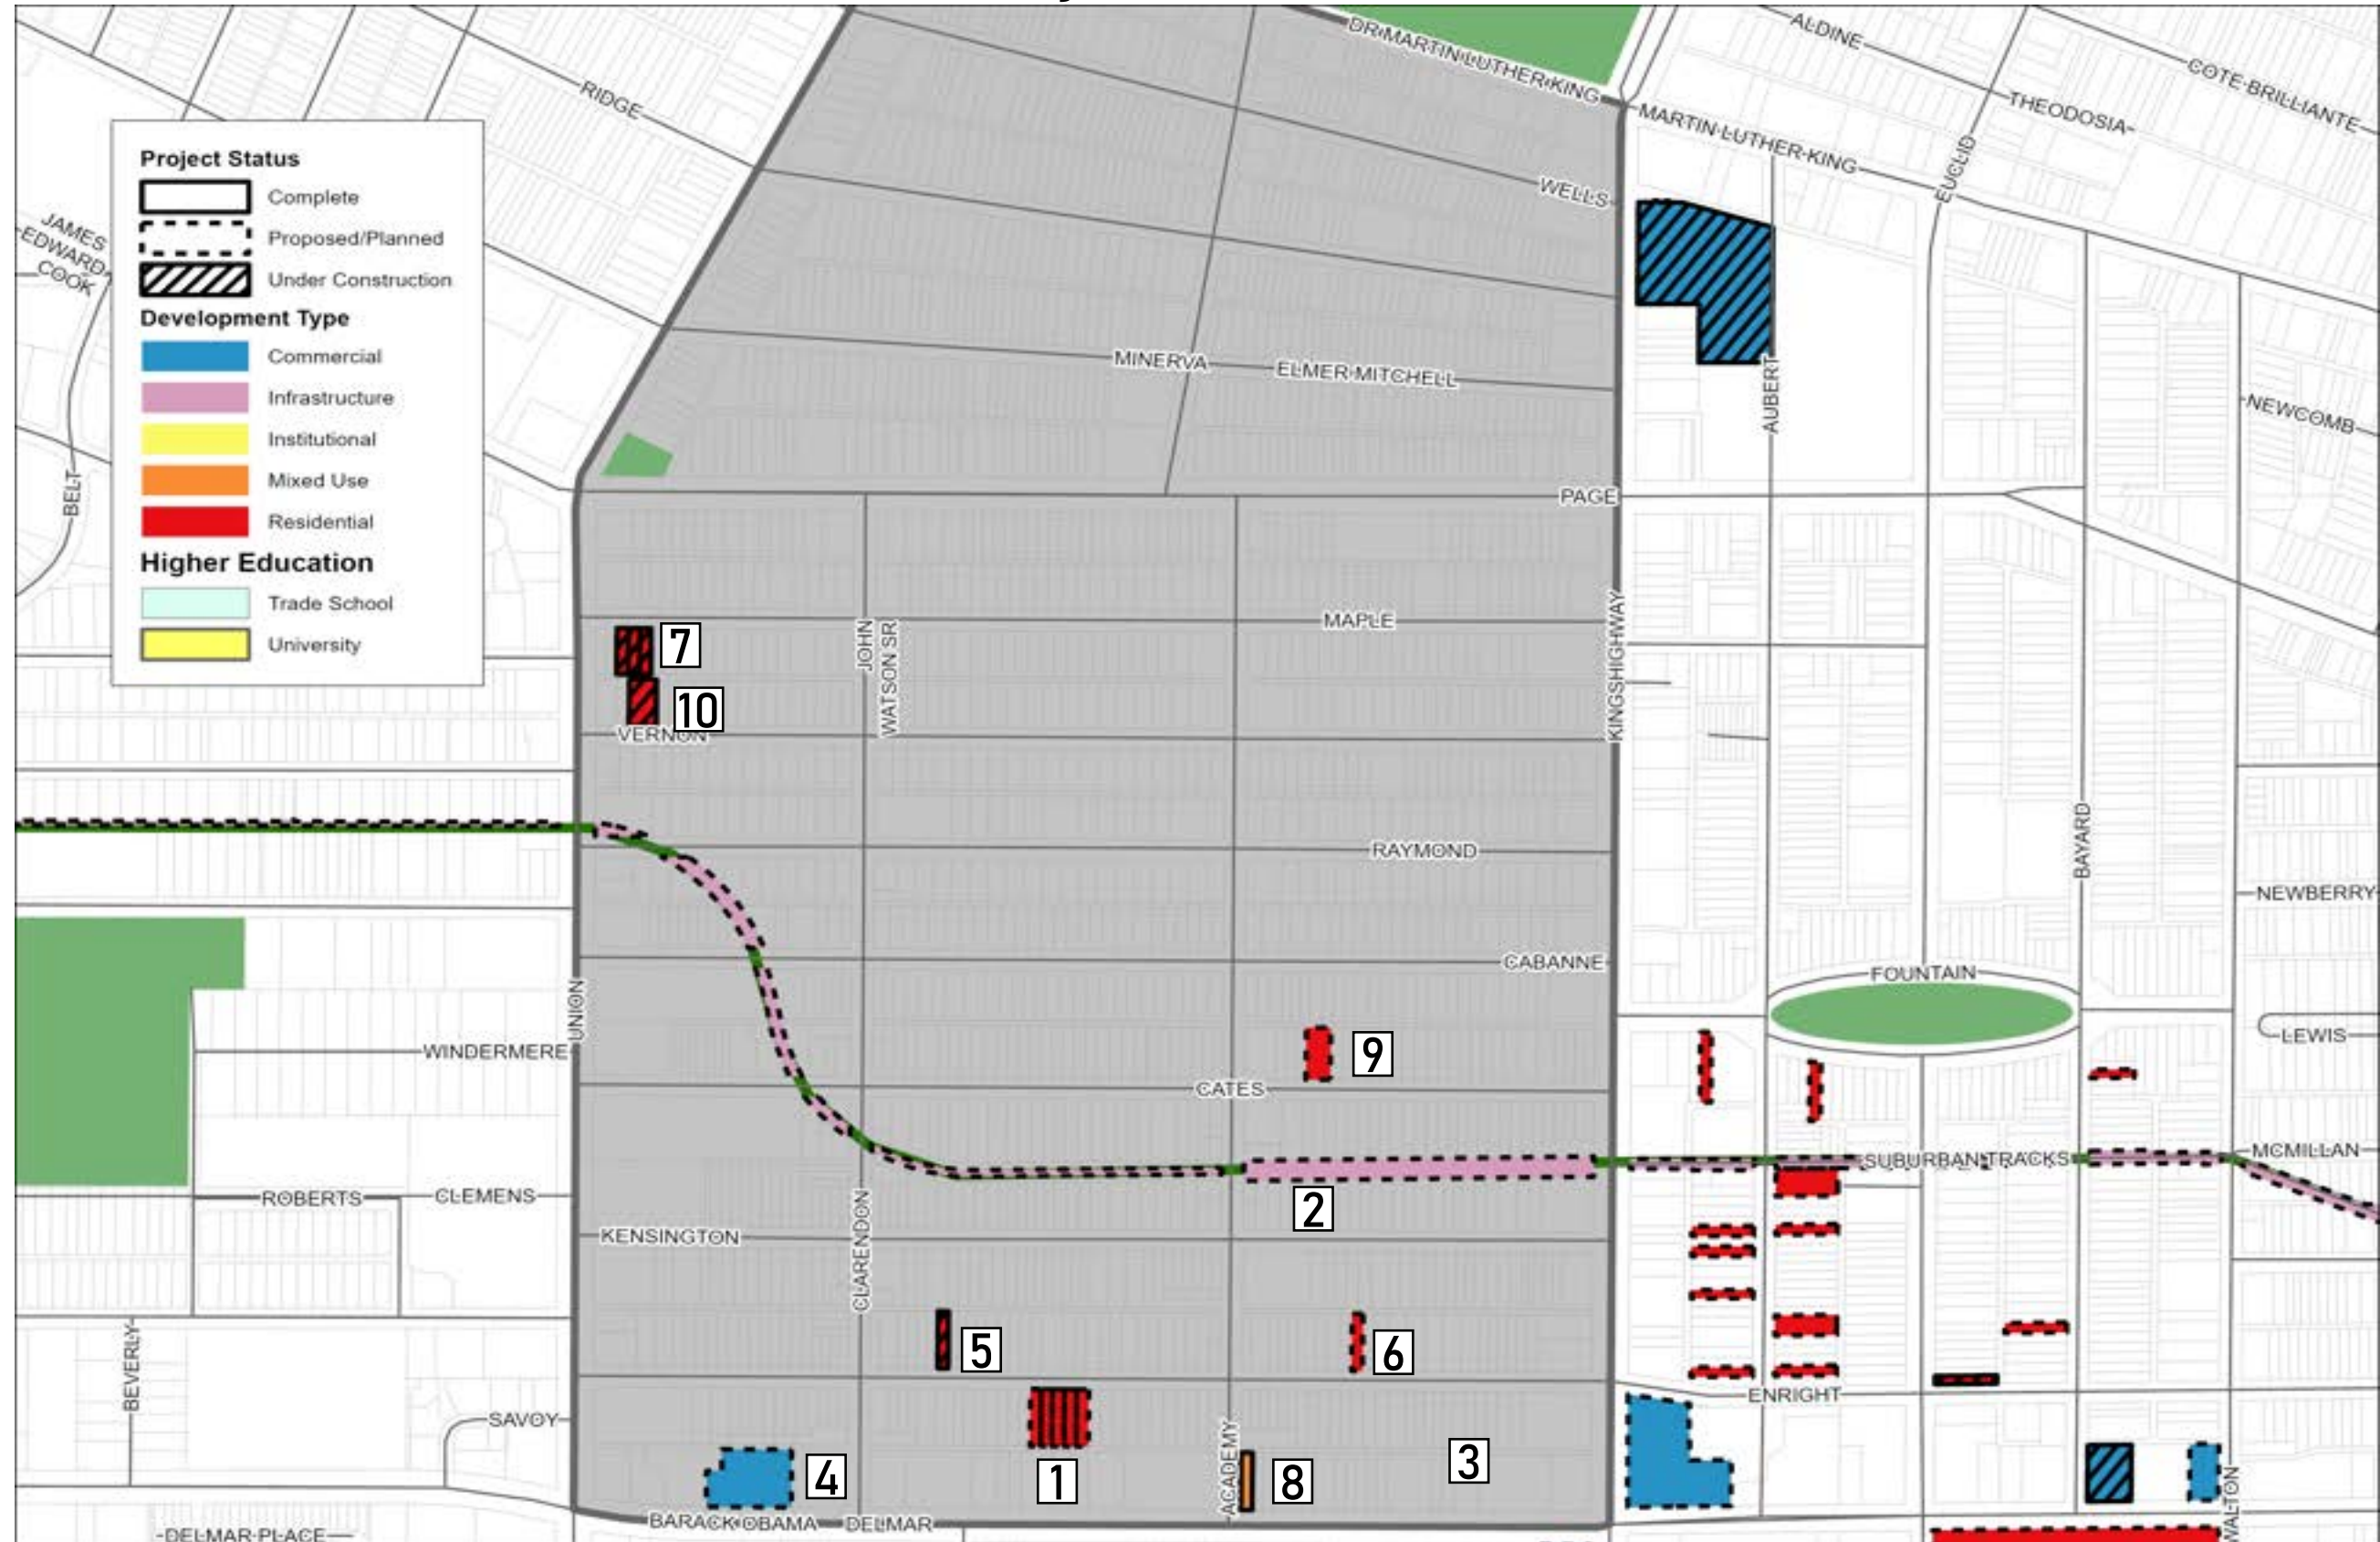 DR MARTIN LUTHER KING
ALDINE
COTE BRILLIANTE
THEODOSIA
RIDGE
MARTIN LUTHER KING
EUCLID
WELLS
Project Status
Complete
Proposed/Planned
Under Construction
Development Type
Commercial
Infrastructure
Institutional
Mixed Use
Residential
Higher Education
Trade School
University
JAMES
EDWARD
COOK
BELT
MINERVA
ELMER MITCHELL
AUBERT
NEWCOMB
PAGE
MAPLE
JOHN
WATSON SR
KINGSHIGHWAY
7
10
VERNON
RAYMOND
BAYARD
NEWBERRY
CABANNE
FOUNTAIN
UNION
WINDERMERE
LEWIS
9
CATES
SUBURBAN TRACKS
MCMILLAN
ROBERTS
CLEMENS
CLARENDON
2
KENSINGTON
5
6
BEVERLY
ENRIGHT
SAVOY
4
1
ACADEMY
8
3
WALTON
BARACK OBAMA
DELMAR
DELMAR PLACE